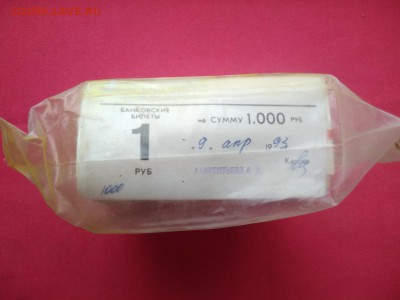 БАНКОВСКИЕ БИЛЕТЫ
НА СУММУ 1.000 РУБ.
1
РУБ
9. апр 1993
1000